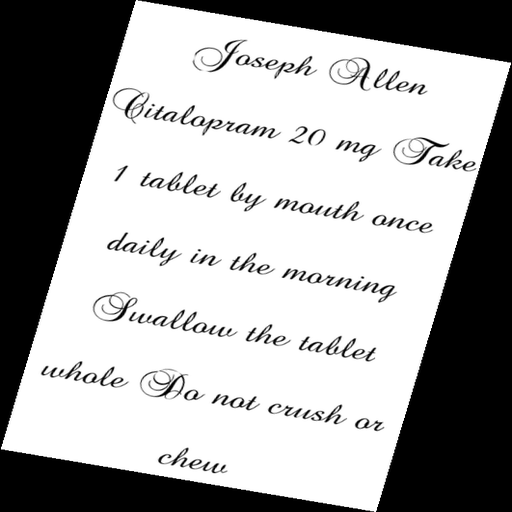 Joseph Allen
Citalopram 20 mg Take
1 tablet by mouth once
daily in the morning
Swallow the tablet
whole Do not crush or
chew